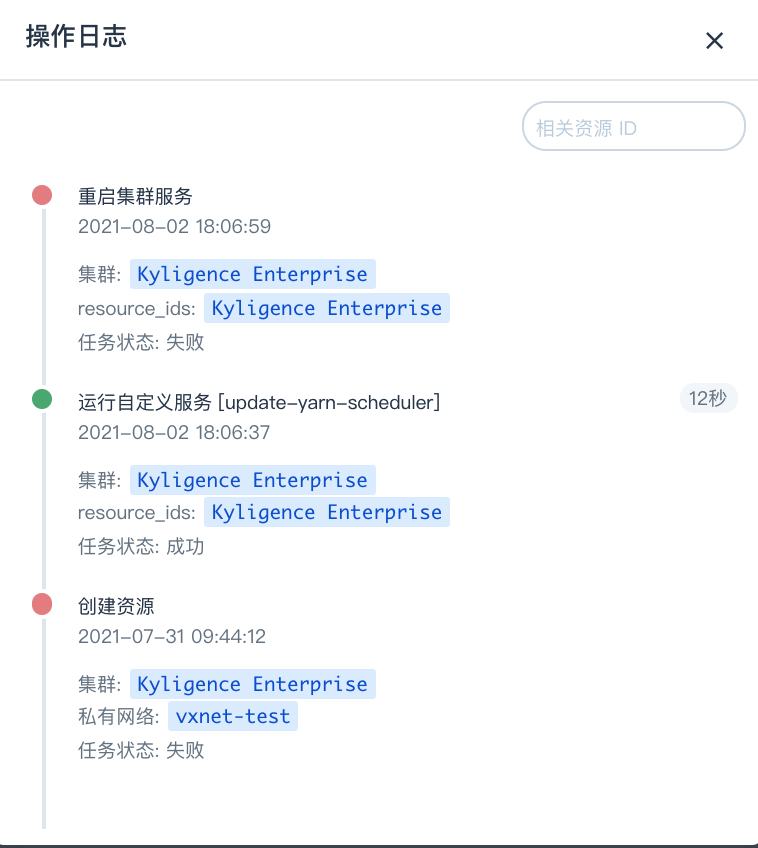 操作日志
相关资源 ID
重启集群服务
2021-08-02 18:06:59
集群: Kyligence Enterprise
resource_ids: Kyligence Enterprise
任务状态: 失败
运行自定义服务 [update-yarn-scheduler] 12秒
2021-08-02 18:06:37
集群: Kyligence Enterprise
resource_ids: Kyligence Enterprise
任务状态: 成功
创建资源
2021-07-31 09:44:12
集群: Kyligence Enterprise
私有网络: vxnet-test
任务状态: 失败